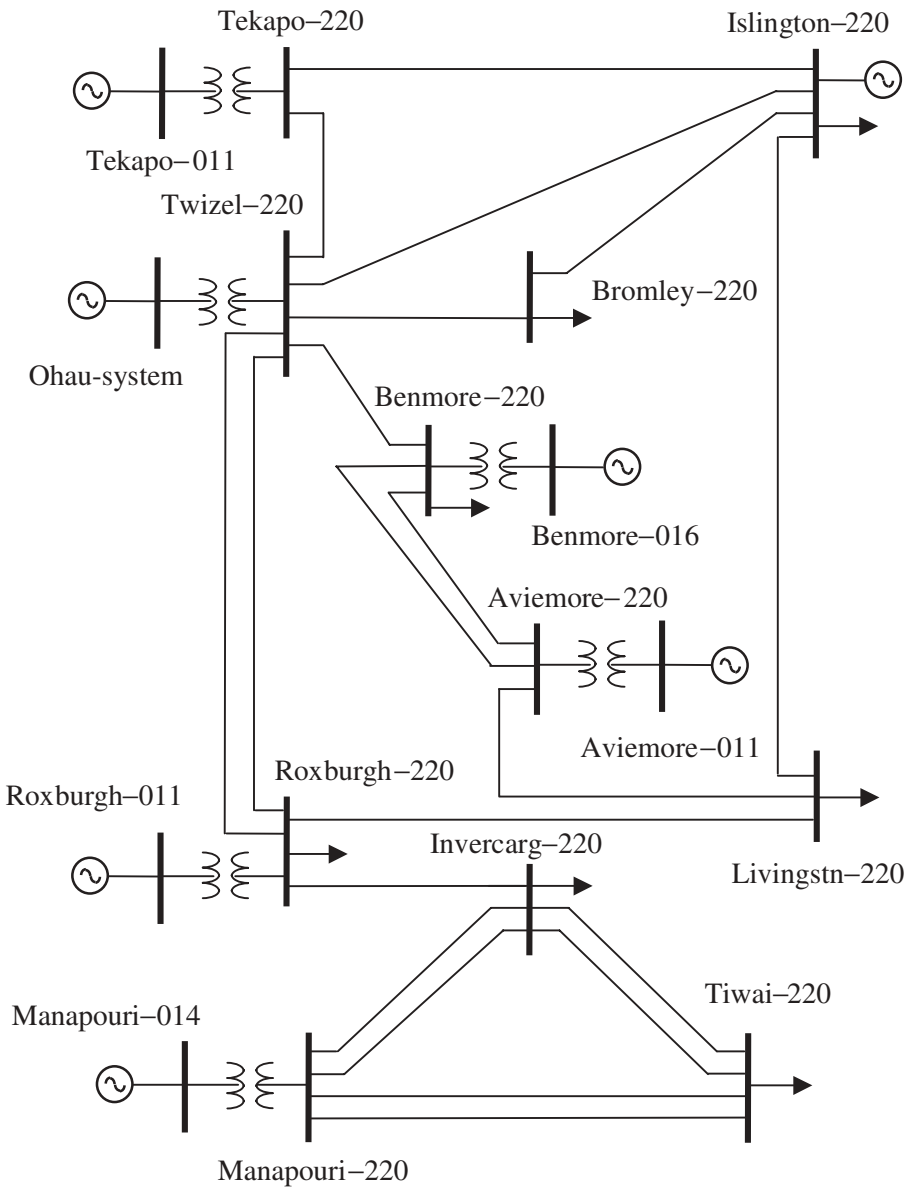 Tekapo−220
Islington−220
Tekapo−011
Twizel−220
Bromley−220
Ohau-system
Benmore−220
Benmore−016
Aviemore−220
Aviemore−011
Roxburgh−220
Roxburgh−011
Invercarg−220
Livingstn−220
Tiwai−220
Manapouri−014
Manapouri−220